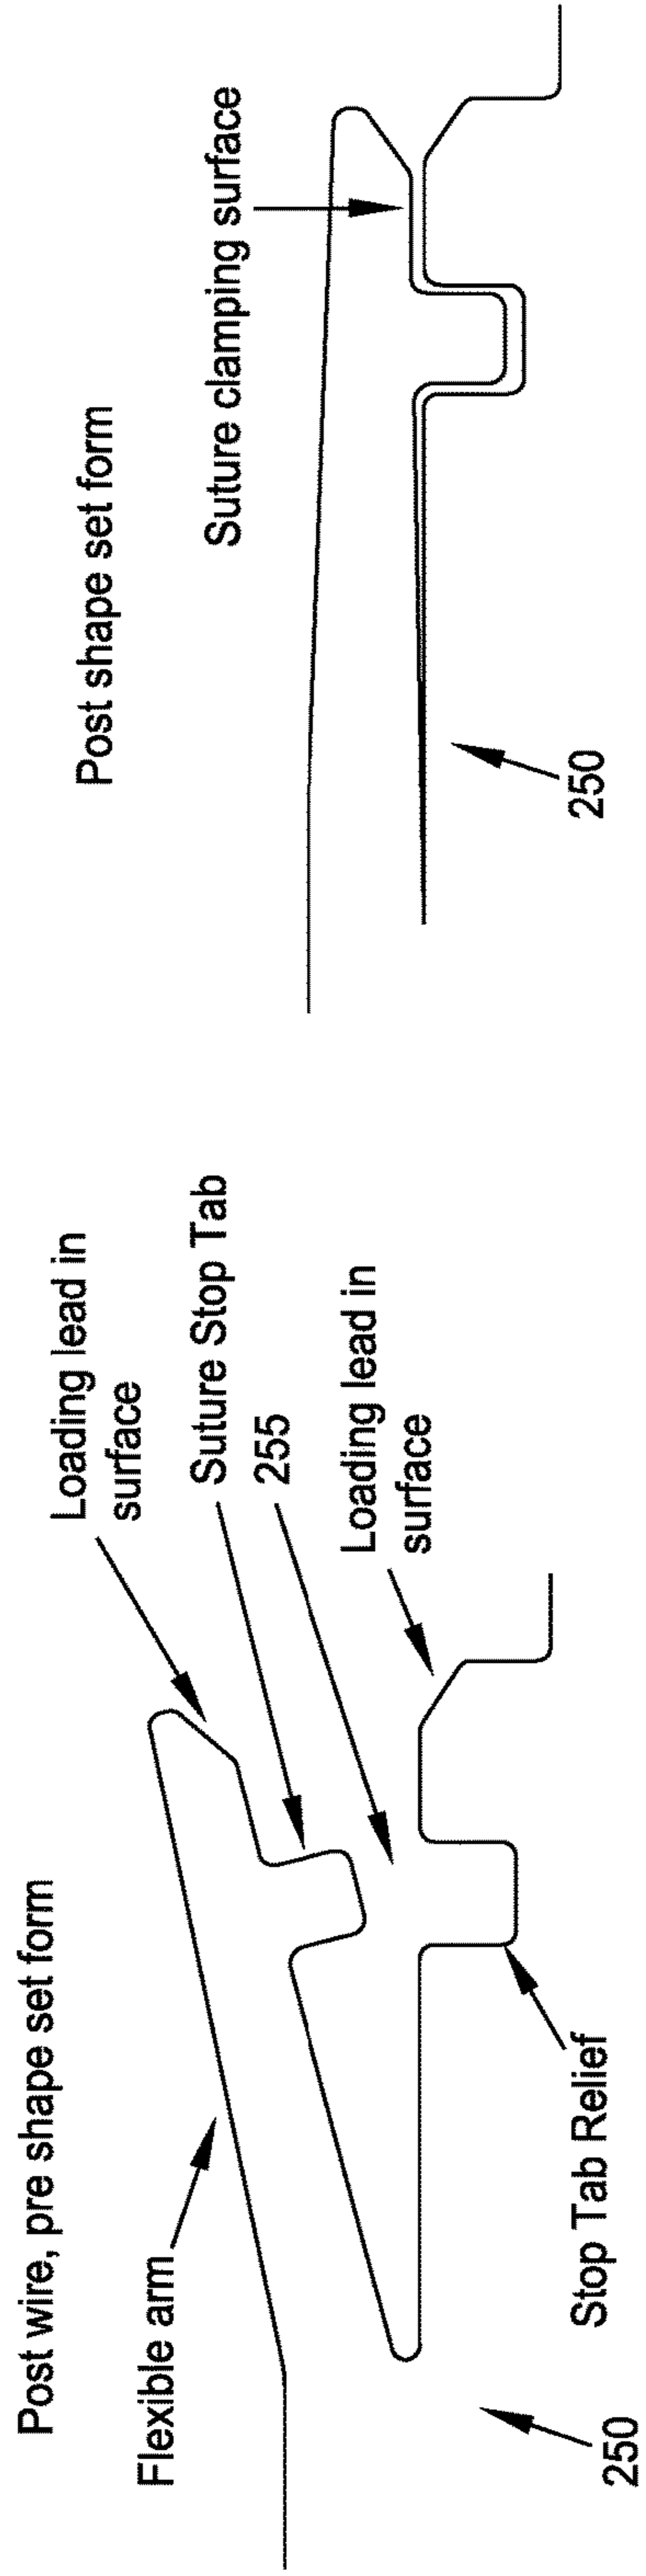 Post wire, pre shape set form
Flexible arm
Loading lead in
surface
Suture Stop Tab
255
Loading lead in
surface
Stop Tab Relief
250
Post shape set form
Suture clamping surface
250